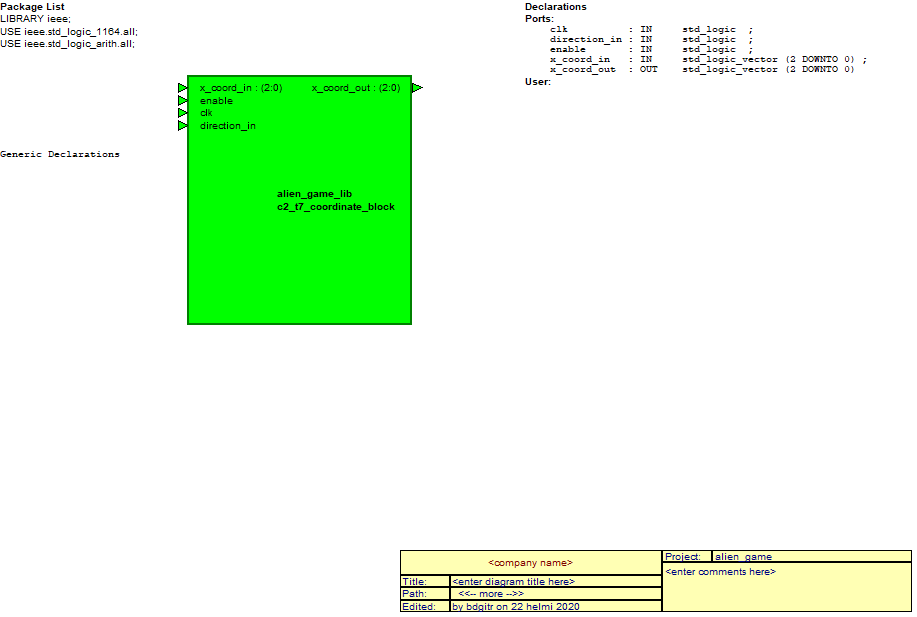 Package List
LIBRARY ieee;
USE ieee.std_logic_1164.all;
USE ieee.std_logic_arith.all;
Declarations
Ports:
clk : IN std_logic ;
direction_in : IN std_logic ;
enable : IN std_logic ;
x_coord_in : IN std_logic_vector (2 DOWNTO 0) ;
x_coord_out : OUT std_logic_vector (2 DOWNTO 0)
User:
x_coord_in : (2:0) x_coord_out : (2:0)
enable
clk
direction_in
Generic Declarations
alien_game_lib
c2_t7_coordinate_block
<company name>
Title: <enter diagram title here>
Path: <<-- more -->>
Edited: by bdgitr on 22 helmi 2020
Project: alien_game
<enter comments here>